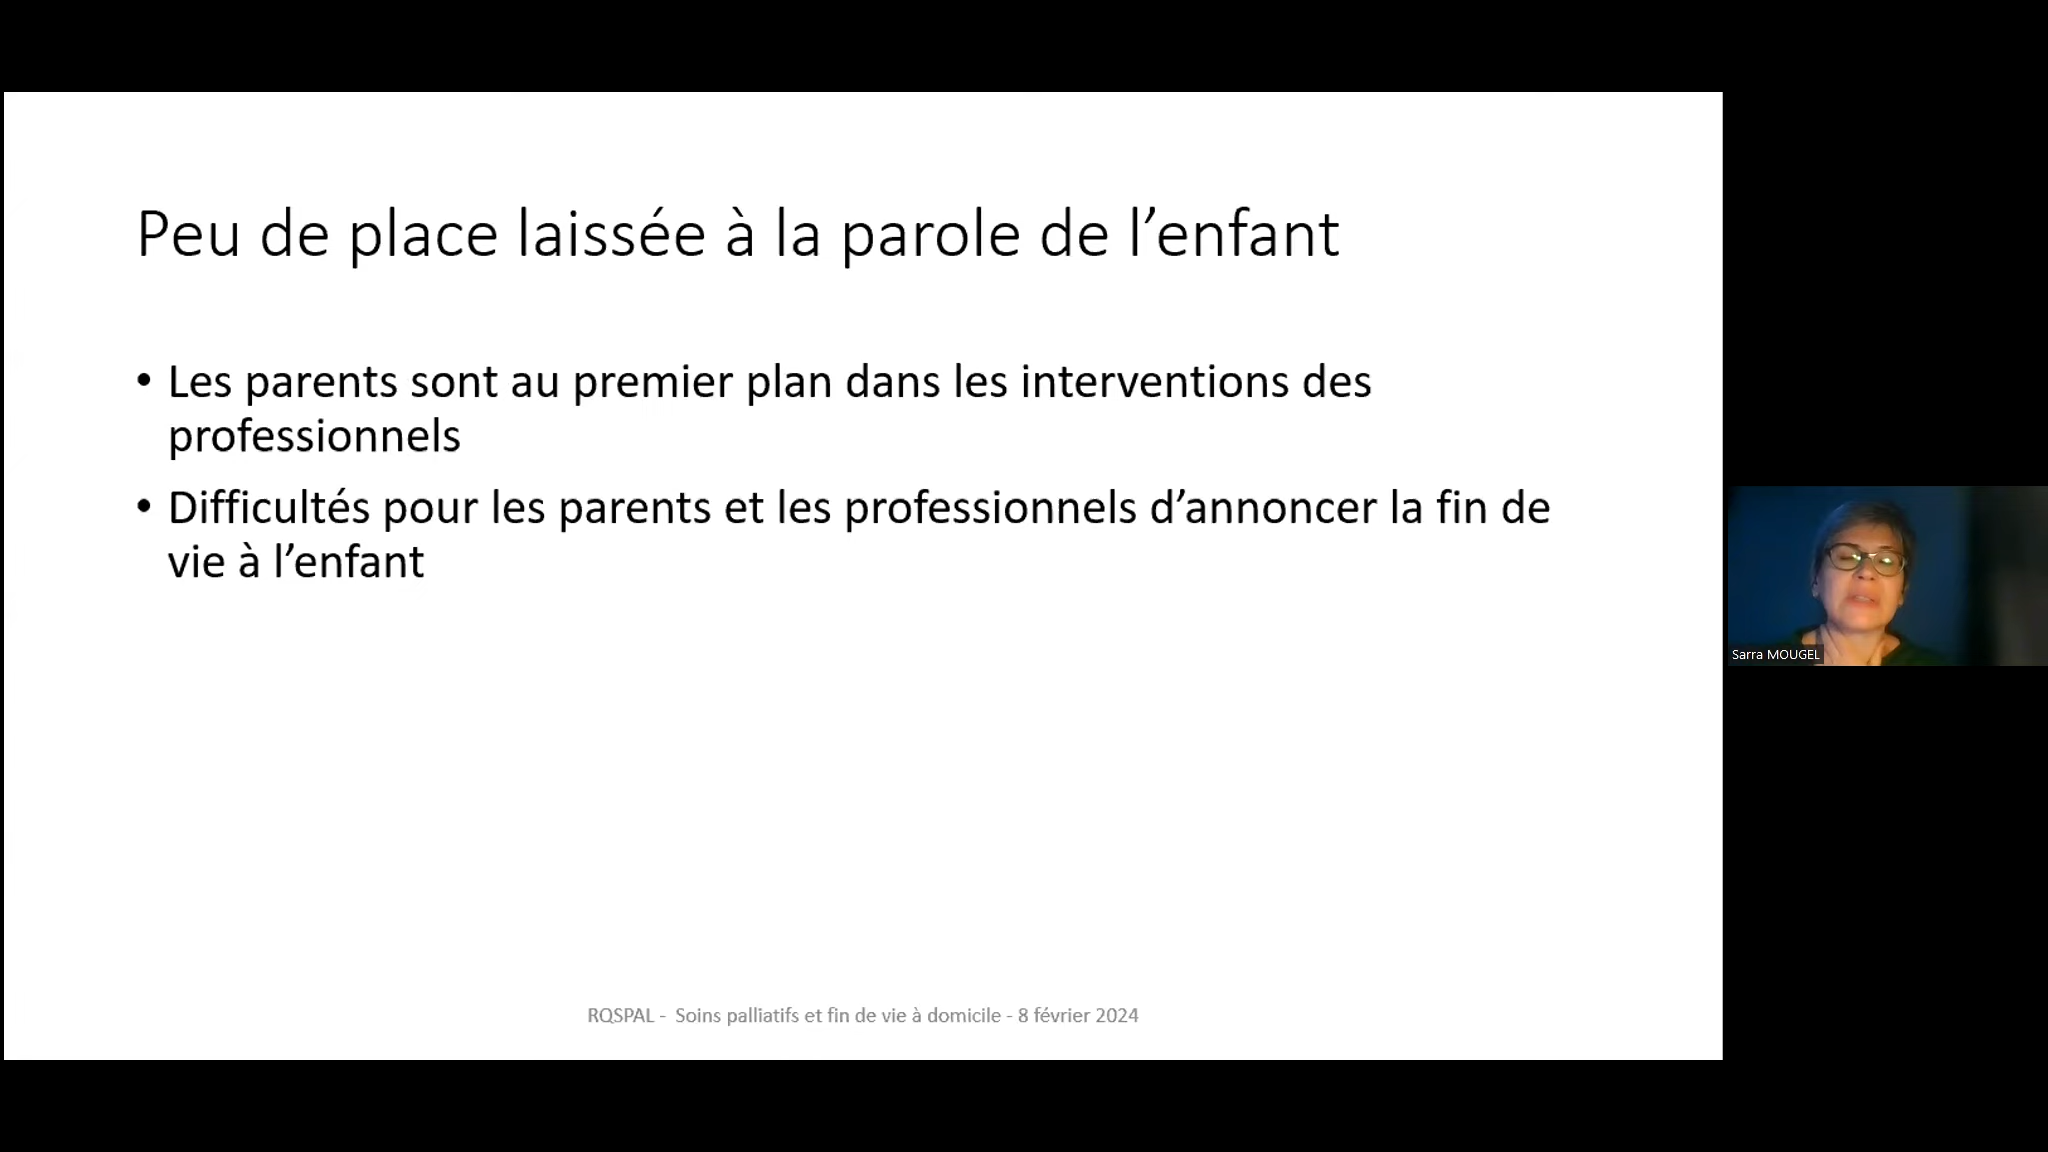 Peu de place laissée à la parole de l’enfant
• Les parents sont au premier plan dans les interventions des
professionnels
• Difficultés pour les parents et les professionnels d’annoncer la fin de
vie à l’enfant
Sarra MOUGEL
RQSPAL - Soins palliatifs et fin de vie à domicile - 8 février 2024